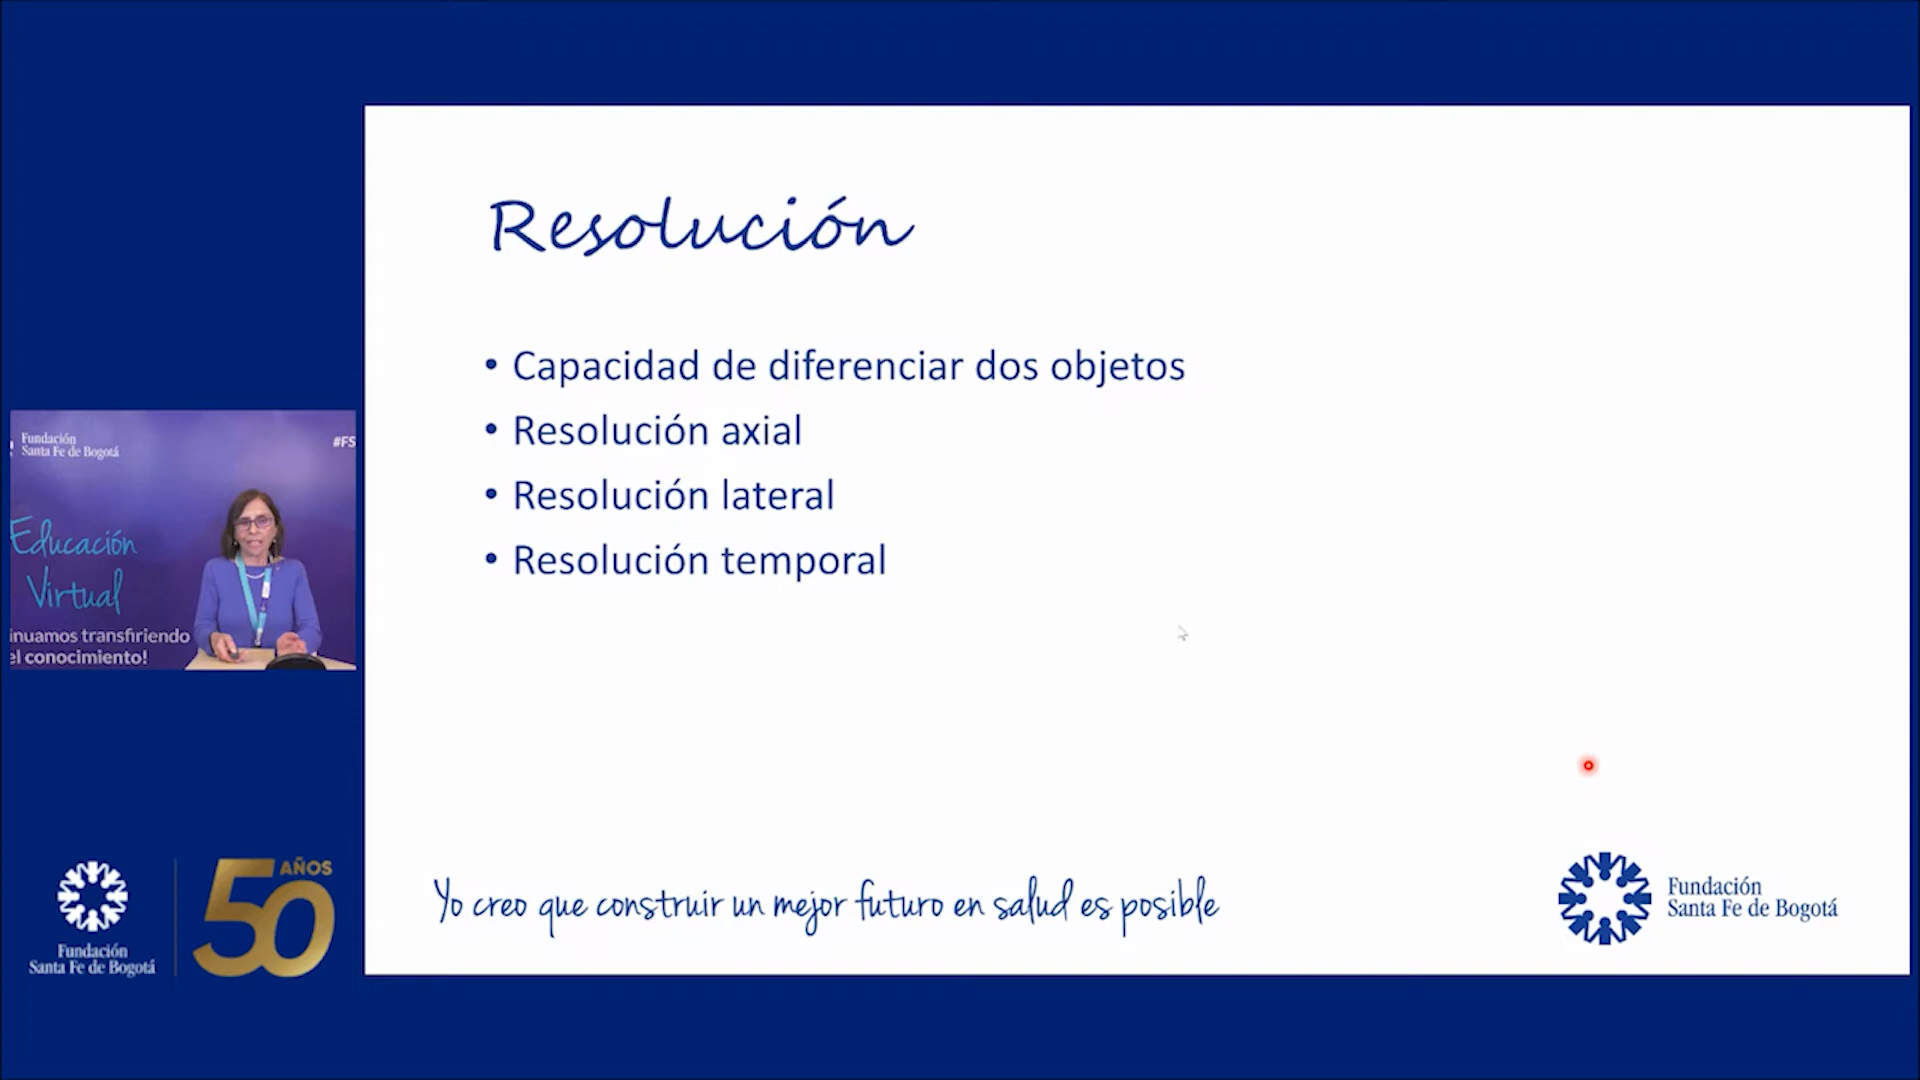 Resolución
• Capacidad de diferenciar dos objetos
• Resolución axial
• Resolución lateral
• Resolución temporal
Fundación
Santa Fe de Bogotá
#FS
Educación
Virtual
inuamos transfiriendo
el conocimiento!
Fundación
Santa Fe de Bogotá
50 AÑOS
Yo creo que construir un mejor futuro en salud es posible
Fundación
Santa Fe de Bogotá